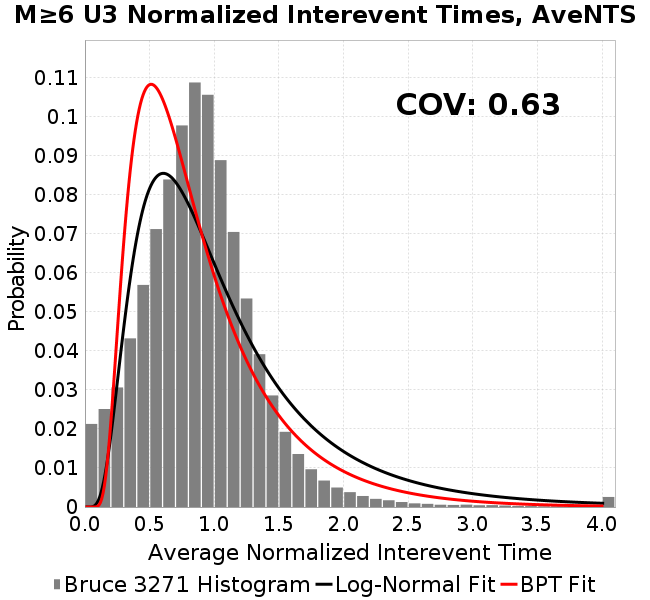 M≥6 U3 Normalized Interevent Times, AveNTS
COV: 0.63
Probability
0.11
0.1
0.09
0.08
0.07
0.06
0.05
0.04
0.03
0.02
0.01
0
0.0 0.5 1.0 1.5 2.0 2.5 3.0 3.5 4.0
Average Normalized Interevent Time
Bruce 3271 Histogram Log-Normal Fit BPT Fit